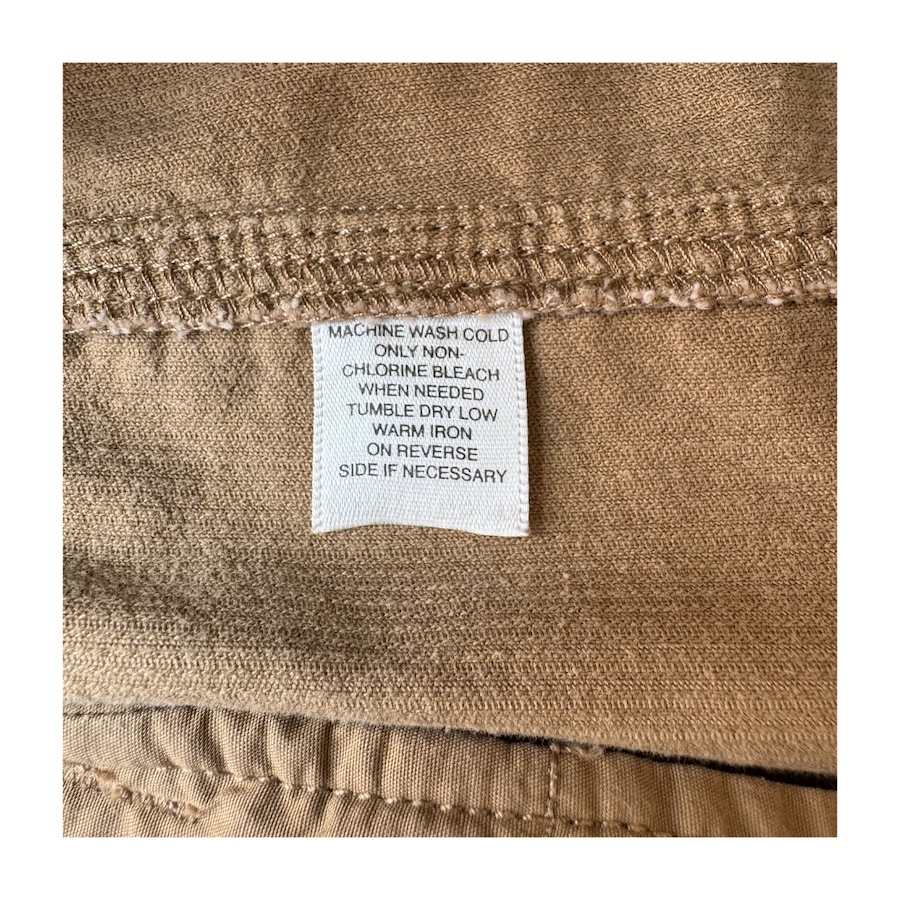 MACHINE WASH COLD
ONLY NON-
CHLORINE BLEACH
WHEN NEEDED
TUMBLE DRY LOW
WARM IRON
ON REVERSE
SIDE IF NECESSARY